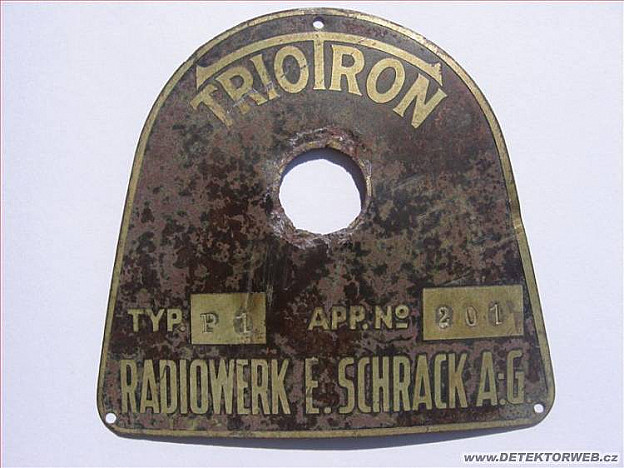 TRIOTRON
TYP. P 1 APP. No 201
RADIOWERK E. SCHRACK A-G.
www.DETEKTORWEB.cz